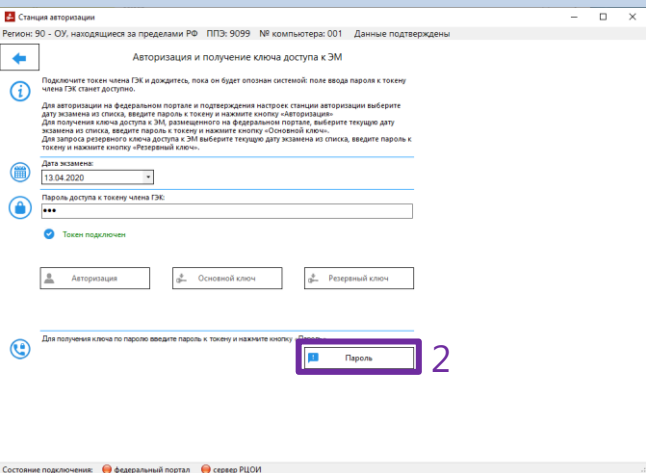 Станция авторизации
Регион: 90 - ОУ, находящиеся за пределами РФ ППЭ: 9099 № компьютера: 001 Данные подтверждены
Авторизация и получение ключа доступа к ЭМ
Подключите токен члена ГЭК и дождитесь, пока он будет опознан системой: поле ввода пароля к токену
члена ГЭК станет доступно.
Для авторизации на федеральном портале и подтверждения настроек станции авторизации выберите
дату экзамена из списка, введите пароль к токену и нажмите кнопку «Авторизация»
Для получения ключа доступа к ЭМ, размещенного на федеральном портале, выберите текущую дату
экзамена из списка, введите пароль к токену и нажмите кнопку «Основной ключ».
Для запроса резервного ключа доступа к ЭМ выберите текущую дату экзамена из списка, введите пароль к
токену и нажмите кнопку «Резервный ключ».
Дата экзамена:
13.04.2020
Пароль доступа к токену члена ГЭК:
•••
Токен подключен
Авторизация Основной ключ Резервный ключ
Для получения ключа по паролю введите пароль к токену и нажмите кнопку «Пароль».
Пароль 2
Состояние подключения: федеральный портал сервер РЦОИ